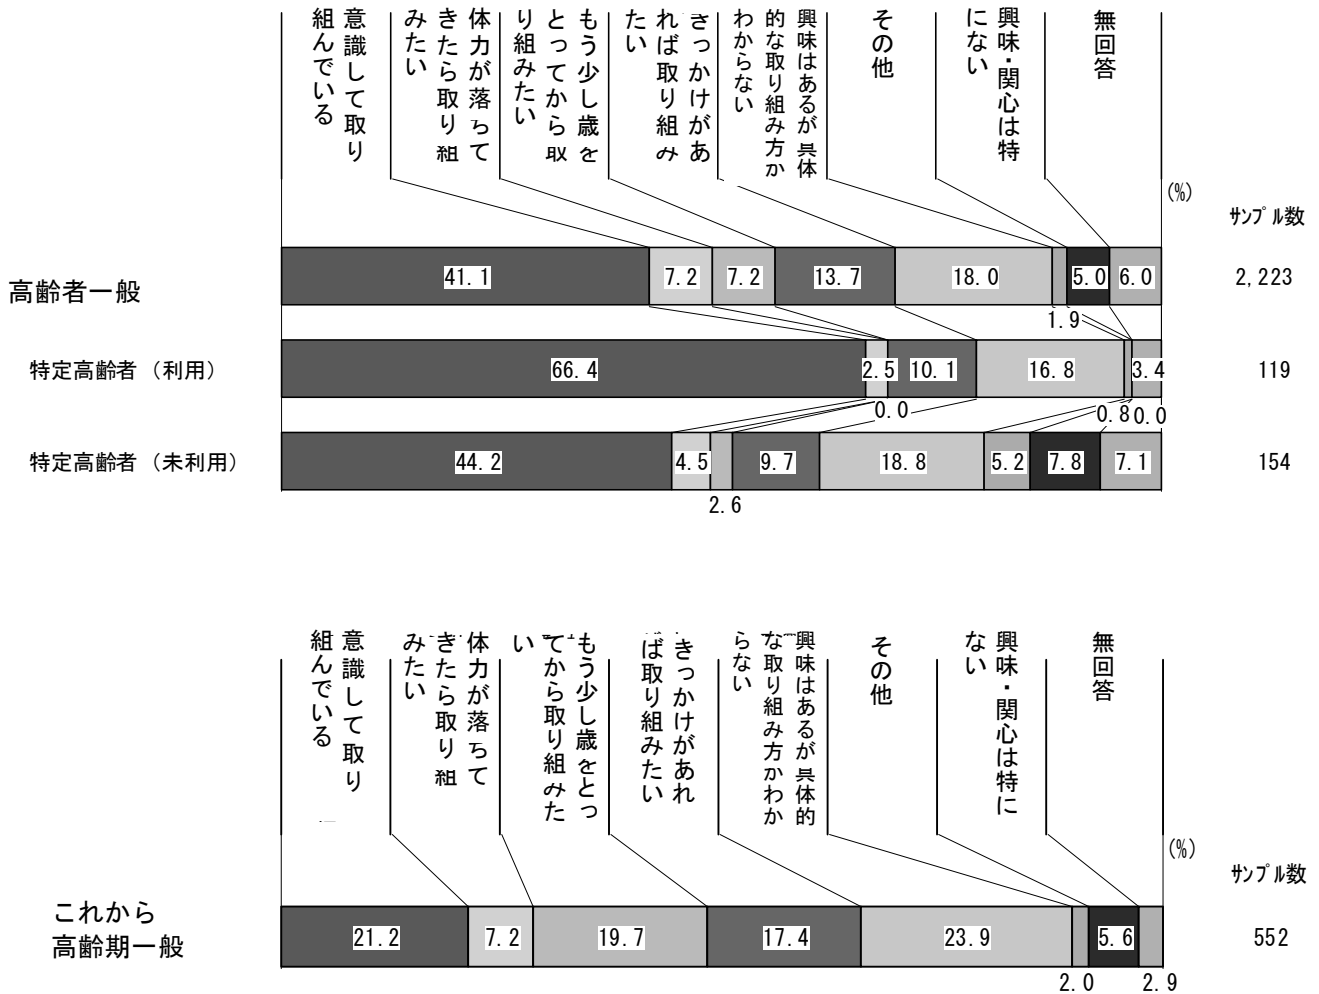 意識して取り
組んでいる
体力が落ちて
きたら取り組
みたい
もう少し歳を
とってから取
り組みたい
きっかけがあ
れば取り組み
たい
興味はあるが具体
的な取り組み方か
わからない
その他
興味・関心は特
にない
無回答
(%)
ｻﾝﾌﾟﾙ数
高齢者一般
41.1
7.2
7.2
13.7
18.0
1.9
5.0
6.0
2,223
特定高齢者（利用）
66.4
2.5
0.0
10.1
16.8
0.8
0.0
3.4
119
特定高齢者（未利用）
44.2
4.5
2.6
9.7
18.8
5.2
7.8
7.1
154
意識して取り
組んでいる
体力が落ちて
きたら取り組
みたい
もう少し歳をとっ
てから取り組みた
い
きっかけがあれ
ば取り組みたい
興味はあるが具体的
な取り組み方かわか
らない
その他
興味・関心は特に
ない
無回答
(%)
ｻﾝﾌﾟﾙ数
これから
高齢期一般
21.2
7.2
19.7
17.4
23.9
2.0
5.6
2.9
552